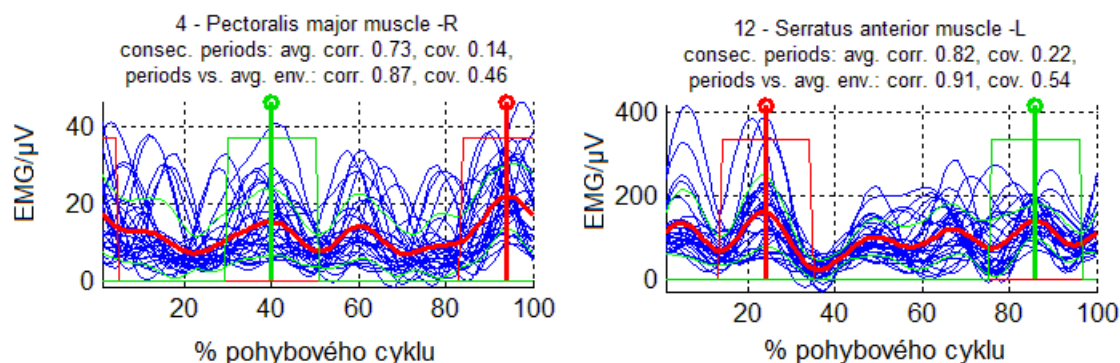 4 - Pectoralis major muscle -R
consec. periods: avg. corr. 0.73, cov. 0.14,
periods vs. avg. env.: corr. 0.87, cov. 0.46
EMG/µV
40
20
0
20 40 60 80 100
% pohybového cyklu
12 - Serratus anterior muscle -L
consec. periods: avg. corr. 0.82, cov. 0.22,
periods vs. avg. env.: corr. 0.91, cov. 0.54
EMG/µV
400
200
0
20 40 60 80 100
% pohybového cyklu